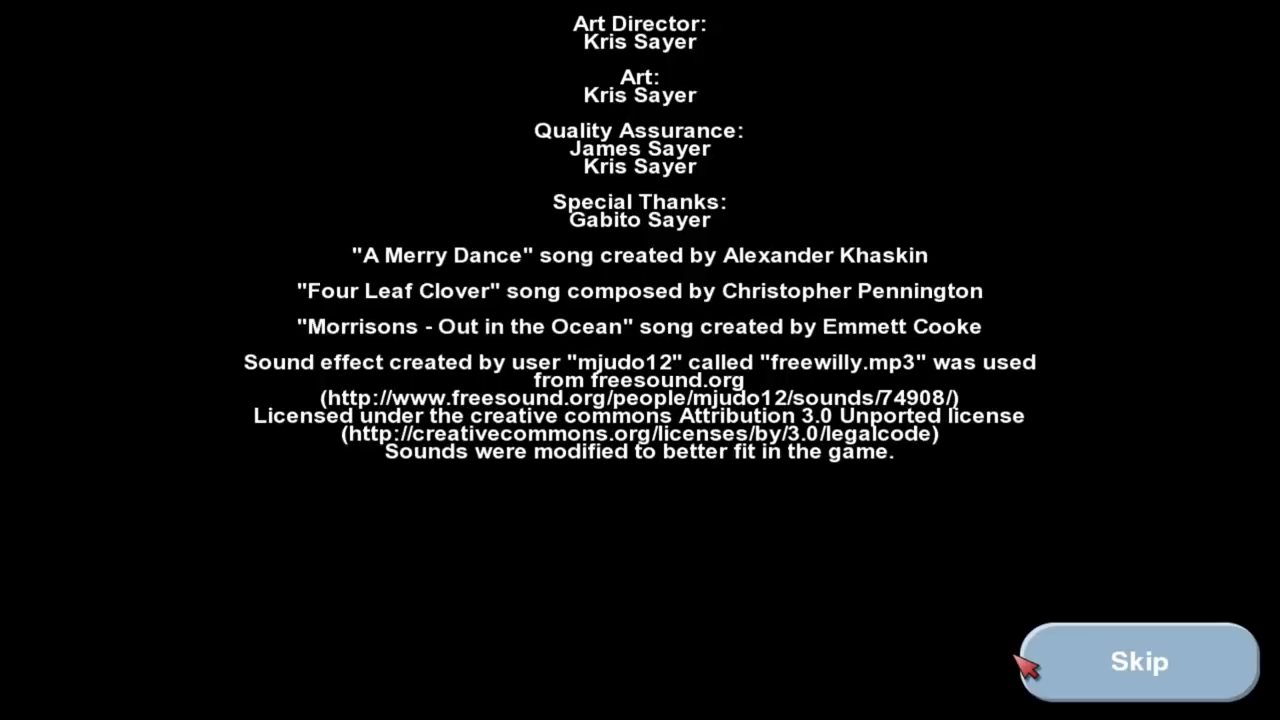 Art Director:
Kris Sayer
Art:
Kris Sayer
Quality Assurance:
James Sayer
Kris Sayer
Special Thanks:
Gabito Sayer
"A Merry Dance" song created by Alexander Khaskin
"Four Leaf Clover" song composed by Christopher Pennington
"Morrisons - Out in the Ocean" song created by Emmett Cooke
Sound effect created by user "mjudo12" called "freewilly.mp3" was used
from freesound.org
(http://www.freesound.org/people/mjudo12/sounds/74908/)
Licensed under the creative commons Attribution 3.0 Unported license
(http://creativecommons.org/licenses/by/3.0/legalcode)
Sounds were modified to better fit in the game.
Skip